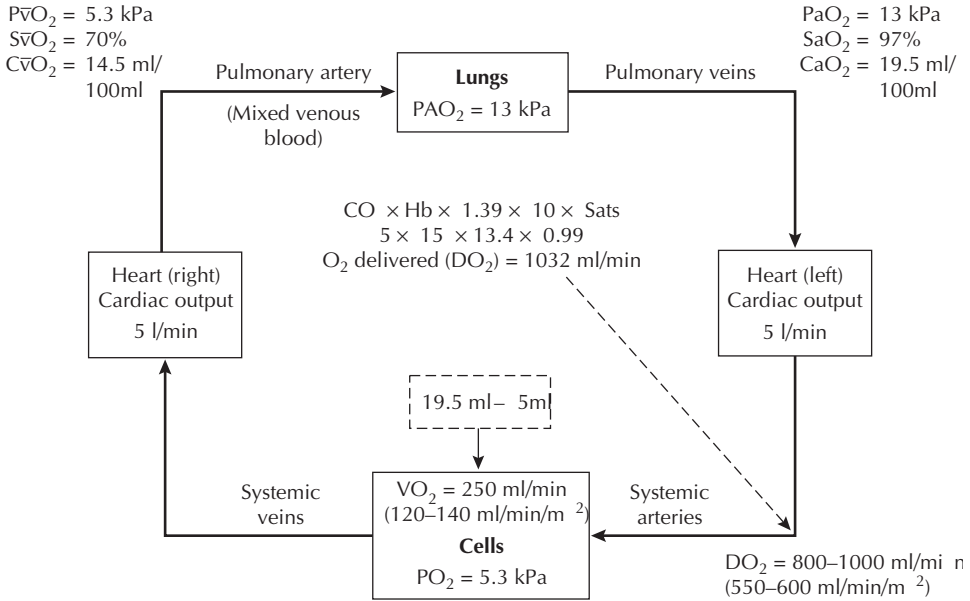 Pv̅O₂ = 5.3 kPa
Sv̅O₂ = 70%
Cv̅O₂ = 14.5 ml/
100ml
Pulmonary artery
(Mixed venous
blood)
Lungs
PAO₂ = 13 kPa
Pulmonary veins
PaO₂ = 13 kPa
SaO₂ = 97%
CaO₂ = 19.5 ml/
100ml
CO × Hb × 1.39 × 10 × Sats
5 × 15 × 13.4 × 0.99
O₂ delivered (DO₂) = 1032 ml/min
Heart (right)
Cardiac output
5 l/min
Heart (left)
Cardiac output
5 l/min
19.5 ml – 5ml
Systemic
veins
VO₂ = 250 ml/min
(120–140 ml/min/m²)
Cells
PO₂ = 5.3 kPa
Systemic
arteries
DO₂ = 800–1000 ml/mi n
(550–600 ml/min/m²)